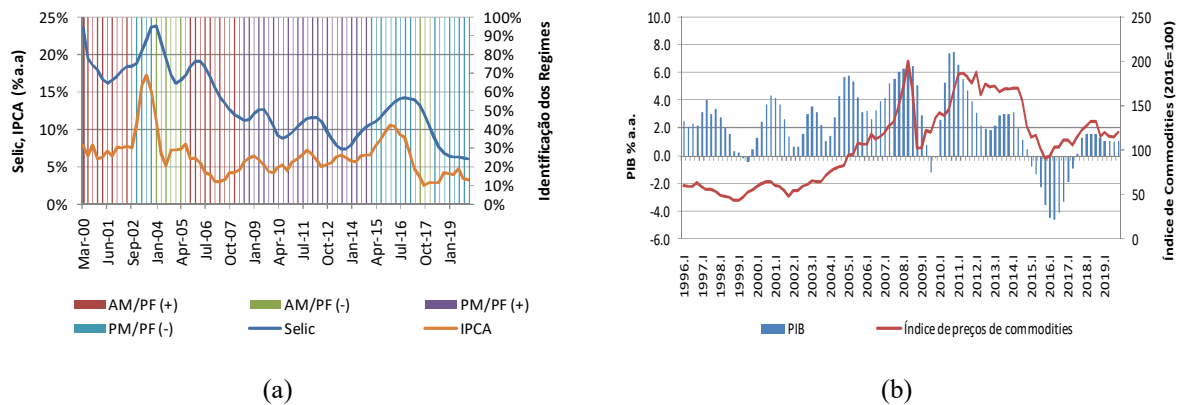 25%
20%
15%
10%
5%
0%
Selic, IPCA (% a.a)
100%
90%
80%
70%
60%
50%
40%
30%
20%
10%
0%
Identificação dos Regimes
Mar-00
Jun-01
Sep-02
Jan-04
Apr-05
Jul-06
Oct-07
Jan-09
Apr-10
Jul-11
Oct-12
Jan-14
Apr-15
Jul-16
Oct-17
Jan-19
AM/PF (+)
AM/PF (-)
PM/PF (+)
PM/PF (-)
Selic
IPCA
(a)
10.0
8.0
6.0
4.0
2.0
0.0
-2.0
-4.0
-6.0
PIB % a.a.
250
200
150
100
50
0
Índice de Commodities (2016=100)
1996.I
1997.I
1998.I
1999.I
2000.I
2001.I
2002.I
2003.I
2004.I
2005.I
2006.I
2007.I
2008.I
2009.I
2010.I
2011.I
2012.I
2013.I
2014.I
2015.I
2016.I
2017.I
2018.I
2019.I
PIB
Índice de preços de commodities
(b)